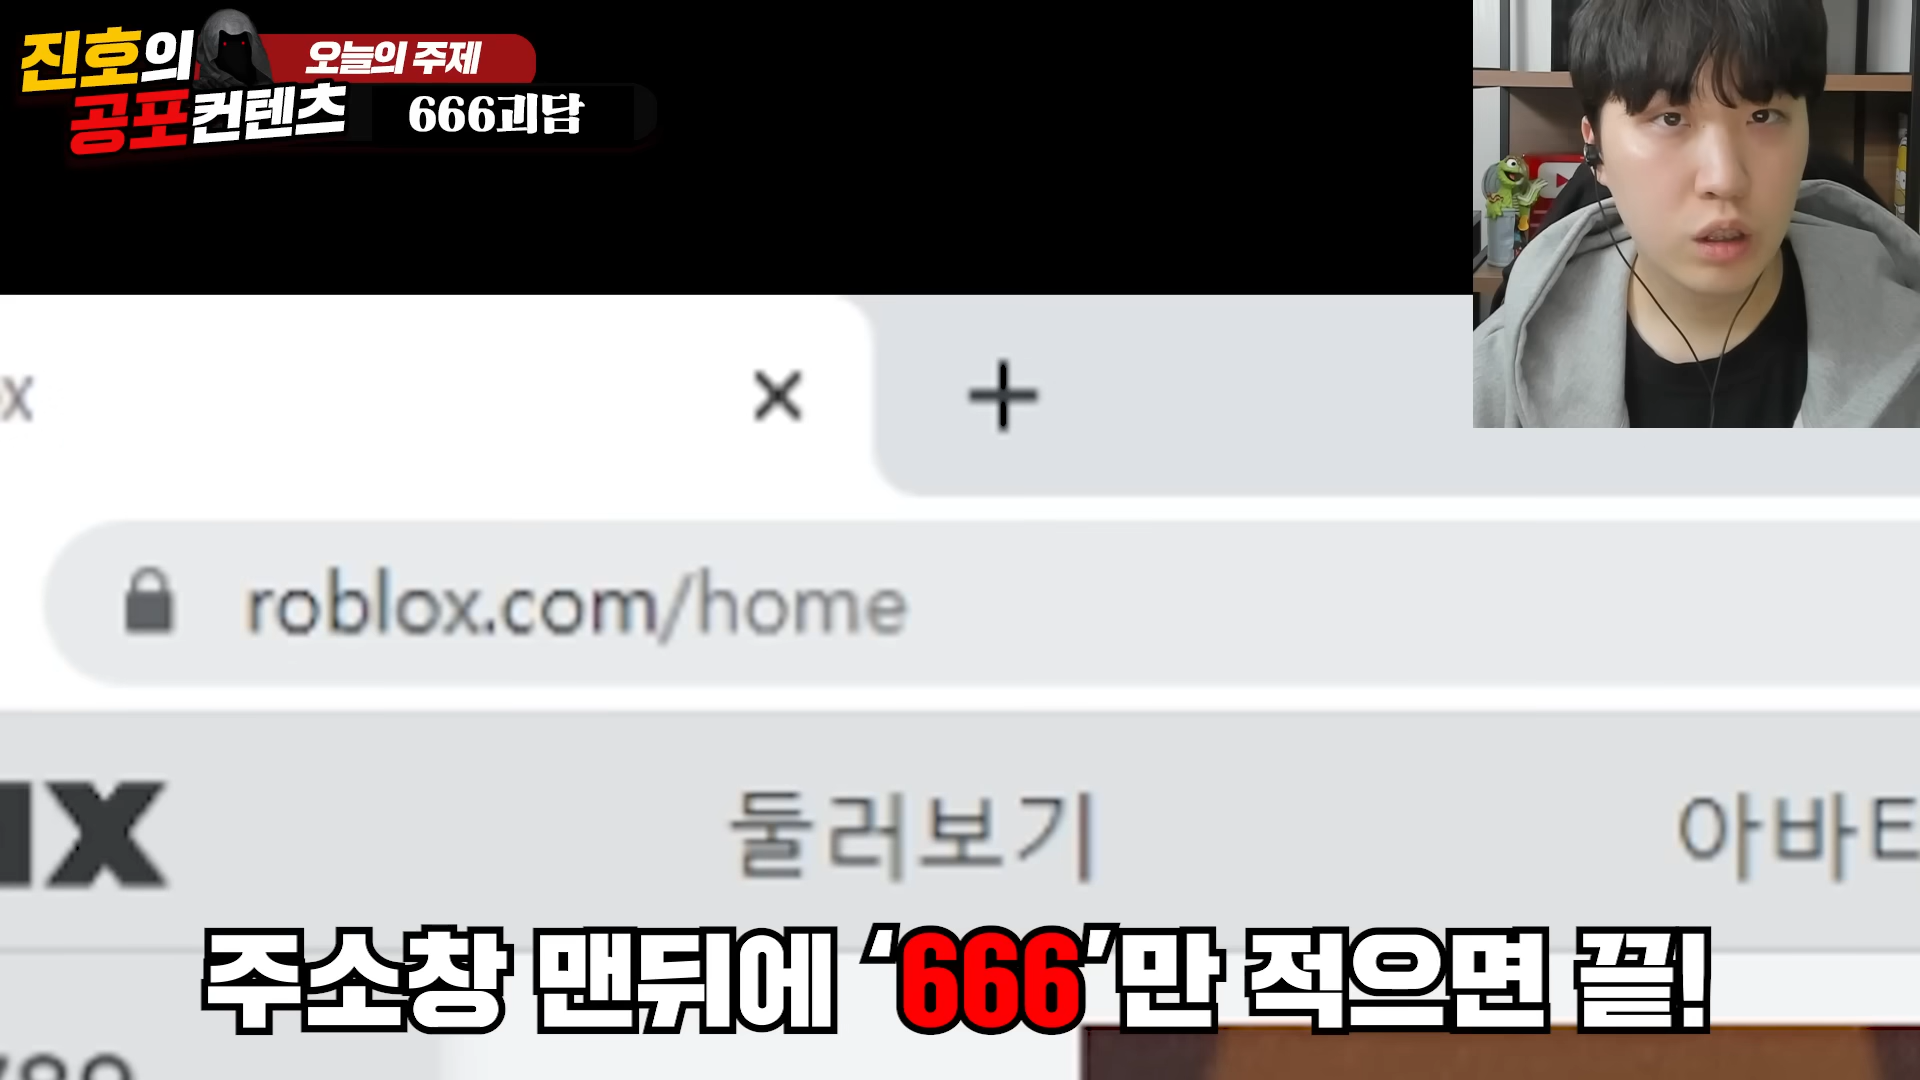 진호의
공포컨텐츠
오늘의 주제
666괴담
x
roblox.com/home
둘러보기
아바타
주소창 맨뒤에 ‘666’만 적으면 끝!